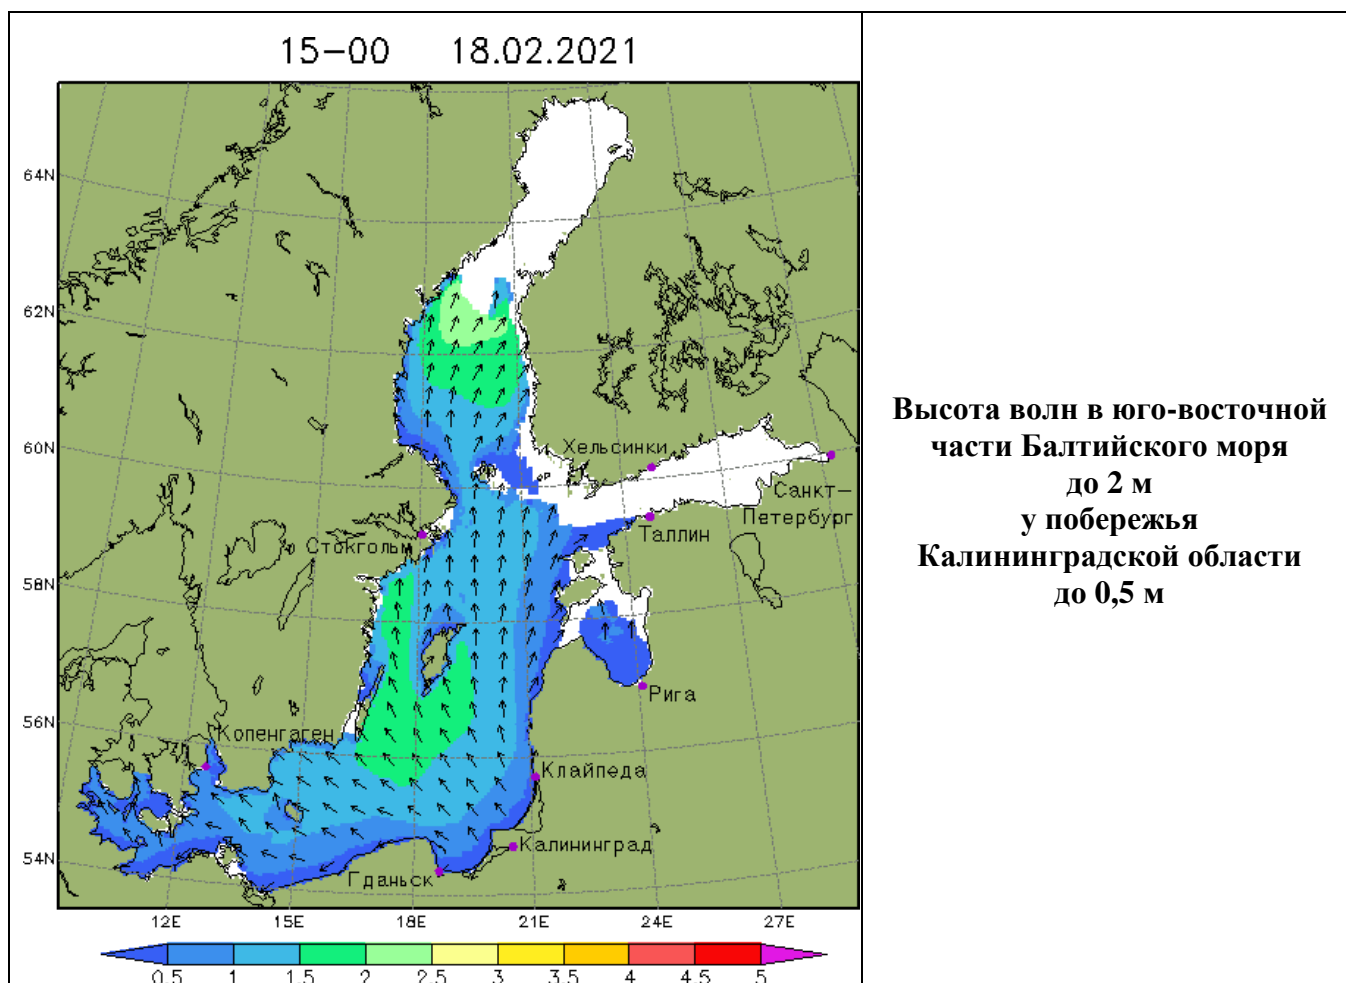 15-00 18.02.2021
64N
62N
60N
58N
56N
54N
Хельсинки
Санкт-
Петербург
Таллин
Стокгольм
Рига
Копенгаген
Клайпеда
Калининград
Гданьск
12E 15E 18E 21E 24E 27E
0.5 1 1.5 2 2.5 3 3.5 4 4.5 5
Высота волн в юго-восточной
части Балтийского моря
до 2 м
у побережья
Калининградской области
до 0,5 м